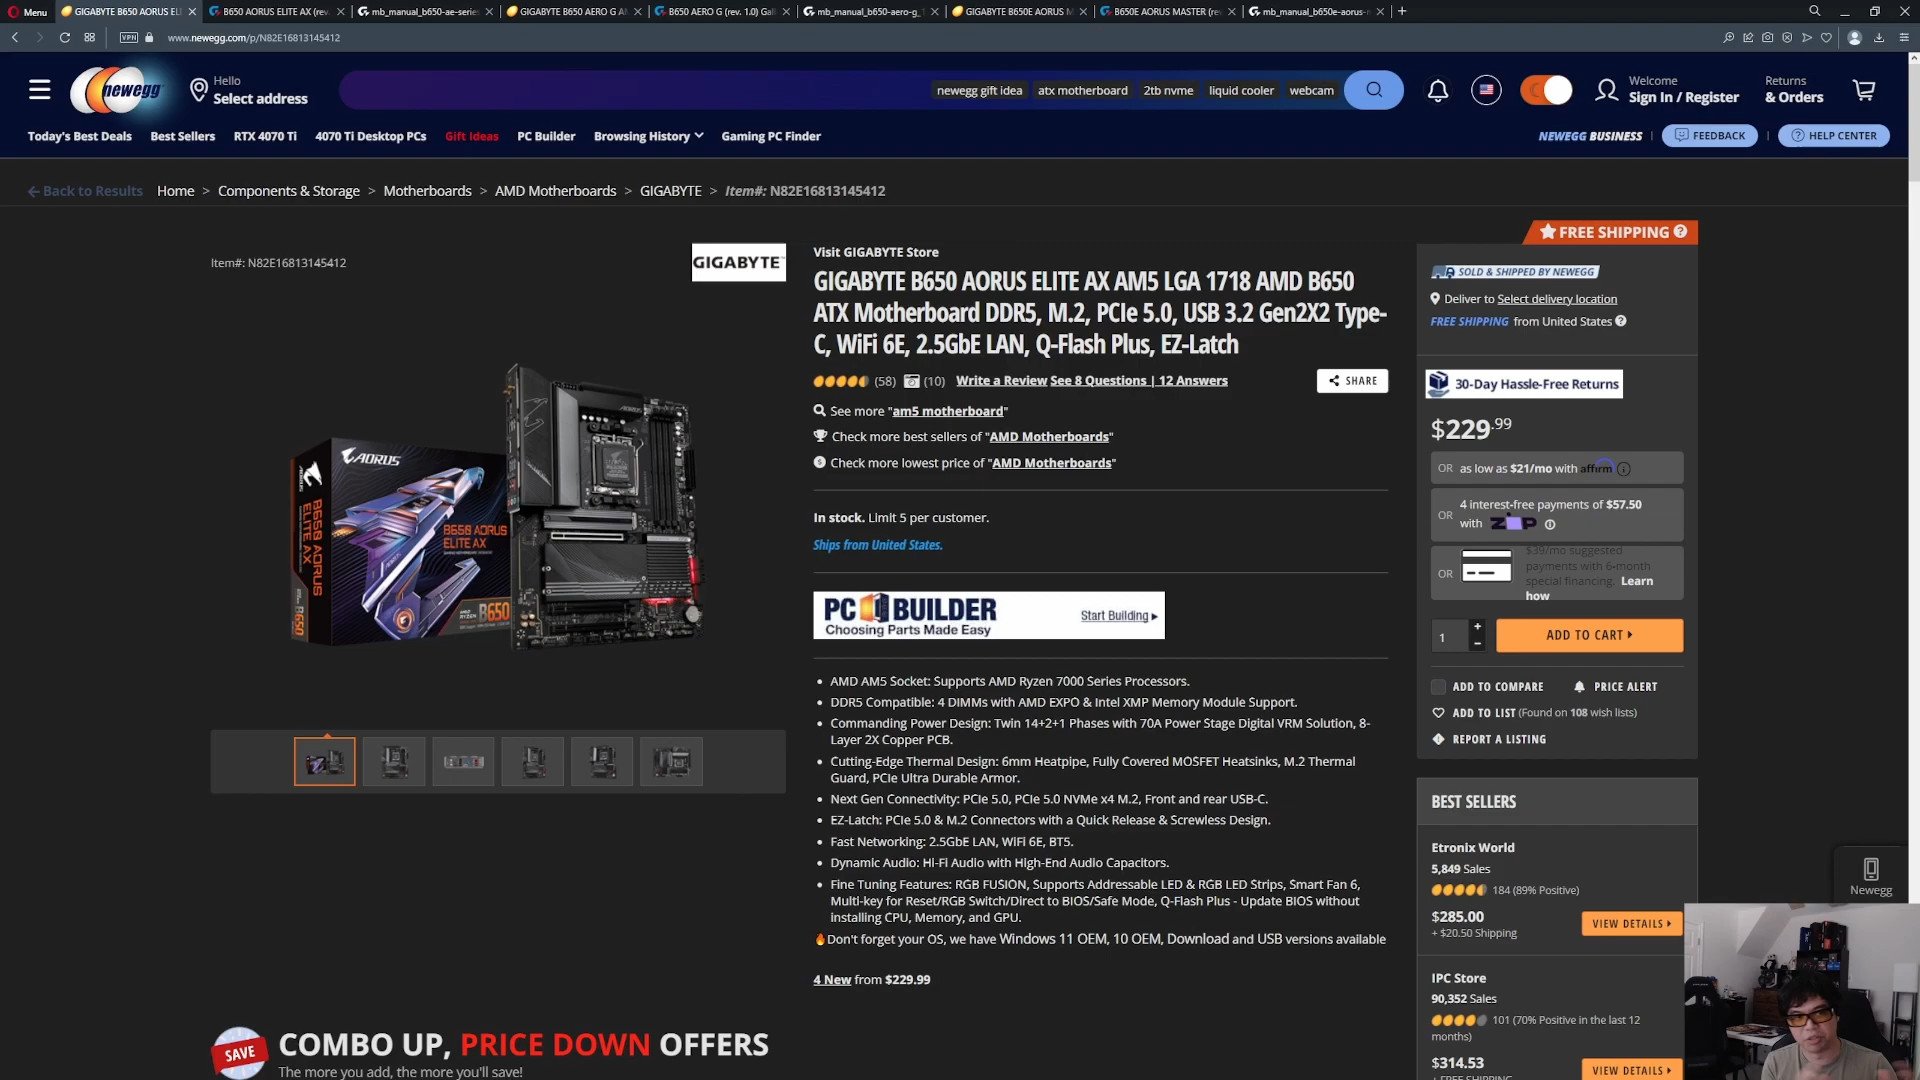 Menu
GIGABYTE B650 AORUS EL
B650 AORUS ELITE AX (rev.
mb_manual_b650-ae-series
GIGABYTE B650 AERO G AM
B650 AERO G (rev. 1.0) Gall
mb_manual_b650-aero-g_1
GIGABYTE B650E AORUS M
B650E AORUS MASTER (re
mb_manual_b650e-aorus-m
VPN
www.newegg.com/p/N82E16813145412
newegg
Hello
Select address
newegg gift idea
atx motherboard
2tb nvme
liquid cooler
webcam
Welcome
Sign In / Register
Returns
& Orders
Today's Best Deals
Best Sellers
RTX 4070 Ti
4070 Ti Desktop PCs
Gift Ideas
PC Builder
Browsing History
Gaming PC Finder
NEWEGG BUSINESS
FEEDBACK
HELP CENTER
Back to Results
Home > Components & Storage > Motherboards > AMD Motherboards > GIGABYTE > Item#: N82E16813145412
Item#: N82E16813145412
GIGABYTE™
AORUS
B650 AORUS
ELITE AX
B650 AORUS
ELITE AX
B650
B650
Visit GIGABYTE Store
GIGABYTE B650 AORUS ELITE AX AM5 LGA 1718 AMD B650
ATX Motherboard DDR5, M.2, PCIe 5.0, USB 3.2 Gen2X2 Type-
C, WiFi 6E, 2.5GbE LAN, Q-Flash Plus, EZ-Latch
(58) (10) Write a Review See 8 Questions | 12 Answers
SHARE
See more "am5 motherboard"
Check more best sellers of "AMD Motherboards"
Check more lowest price of "AMD Motherboards"
In stock. Limit 5 per customer.
Ships from United States.
PC BUILDER
Choosing Parts Made Easy
Start Building
• AMD AM5 Socket: Supports AMD Ryzen 7000 Series Processors.
• DDR5 Compatible: 4 DIMMs with AMD EXPO & Intel XMP Memory Module Support.
• Commanding Power Design: Twin 14+2+1 Phases with 70A Power Stage Digital VRM Solution, 8-
Layer 2X Copper PCB.
• Cutting-Edge Thermal Design: 6mm Heatpipe, Fully Covered MOSFET Heatsinks, M.2 Thermal
Guard, PCIe Ultra Durable Armor.
• Next Gen Connectivity: PCIe 5.0, PCIe 5.0 NVMe x4 M.2, Front and rear USB-C.
• EZ-Latch: PCIe 5.0 & M.2 Connectors with a Quick Release & Screwless Design.
• Fast Networking: 2.5GbE LAN, WIFI 6E, BT5.
• Dynamic Audio: Hi-Fi Audio with High-End Audio Capacitors.
• Fine Tuning Features: RGB FUSION, Supports Addressable LED & RGB LED Strips, Smart Fan 6,
Multi-key for Reset/RGB Switch/Direct to BIOS/Safe Mode, Q-Flash Plus - Update BIOS without
installing CPU, Memory, and GPU.
Don't forget your OS, we have Windows 11 OEM, 10 OEM, Download and USB versions available
4 New from $229.99
FREE SHIPPING
SOLD & SHIPPED BY NEWEGG
Deliver to Select delivery location
FREE SHIPPING from United States
30-Day Hassle-Free Returns
$229.99
OR as low as $21/mo with affirm
OR 4 interest-free payments of $57.50
with ZIP
OR $39/mo suggested
payments with 6-month
special financing. Learn
how
1
ADD TO CART
ADD TO COMPARE
PRICE ALERT
ADD TO LIST (Found on 108 wish lists)
REPORT A LISTING
BEST SELLERS
Etronix World
5,849 Sales
184 (89% Positive)
$285.00
+ $20.50 Shipping
VIEW DETAILS
IPC Store
90,352 Sales
101 (70% Positive in the last 12
months)
$314.53
+ FREE SHIPPING
VIEW DETAILS
Newegg
SAVE
COMBO UP, PRICE DOWN OFFERS
The more you add, the more you'll save!